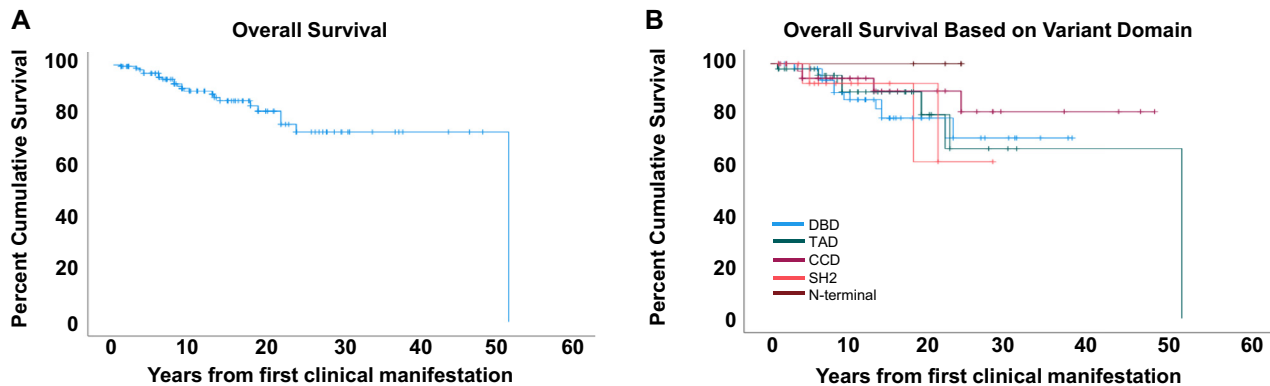 A
Overall Survival
Percent Cumulative Survival
100
80
60
40
20
0
0 10 20 30 40 50 60
Years from first clinical manifestation
B
Overall Survival Based on Variant Domain
Percent Cumulative Survival
100
80
60
40
20
0
DBD
TAD
CCD
SH2
N-terminal
0 10 20 30 40 50 60
Years from first clinical manifestation